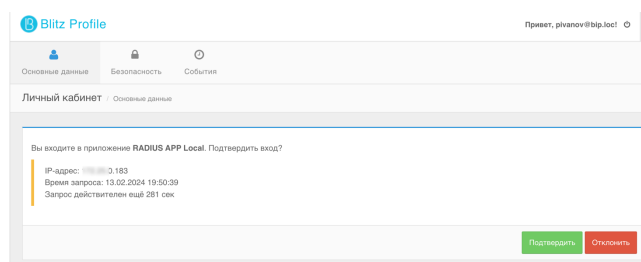 Blitz Profile
Привет, pivanov@bip.loc!
Основные данные
Безопасность
События
Личный кабинет / Основные данные
Вы входите в приложение RADIUS APP Local. Подтвердить вход?
IP-адрес: 0.183
Время запроса: 13.02.2024 19:50:39
Запрос действителен ещё 281 сек
Подтвердить
Отклонить